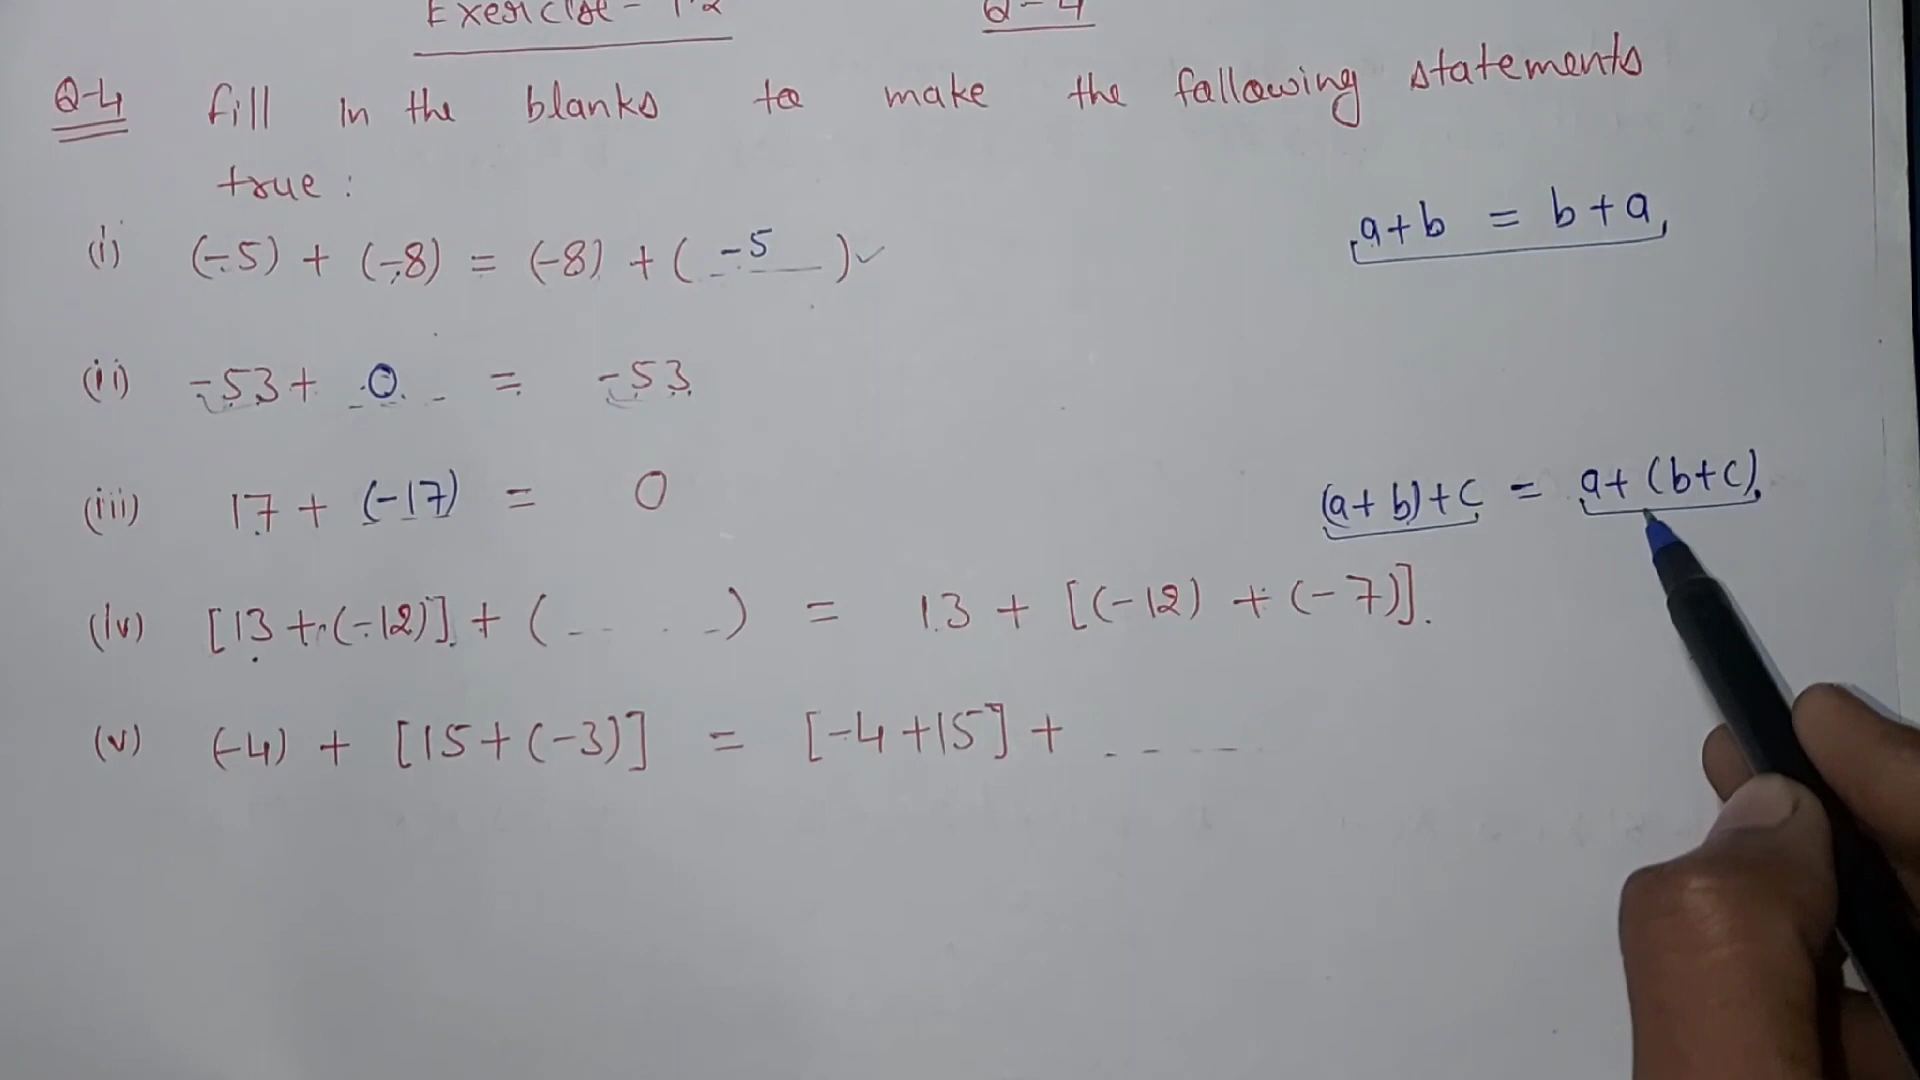 Exercise - 1.2 Q-4
Q-4 fill in the blanks to make the following statements
true :
a+b = b+a
(i) (-5) + (-8) = (-8) + ( -5 ) ✓
(ii) -53 + 0 = -53
(iii) 17 + (-17) = 0
(a+b)+c = a+(b+c)
(iv) [13+(-12)] + ( _ _ _ _ ) = 13 + [(-12) + (-7)].
(v) (-4) + [15+(-3)] = [-4+15] + _ _ _ _